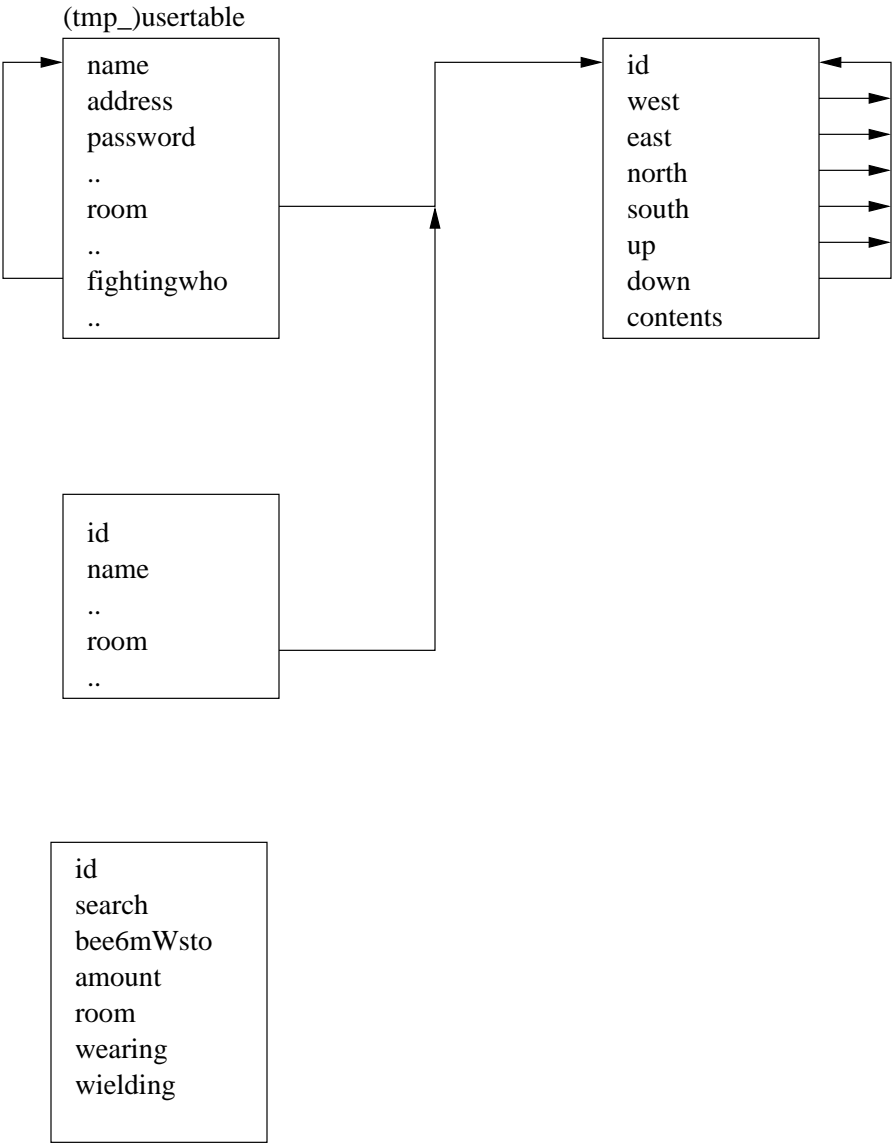 (tmp_)usertable
name
address
password
..
room
..
fightingwho
..
id
west
east
north
south
up
down
contents
id
name
..
room
..
id
search
bee6mWsto
amount
room
wearing
wielding